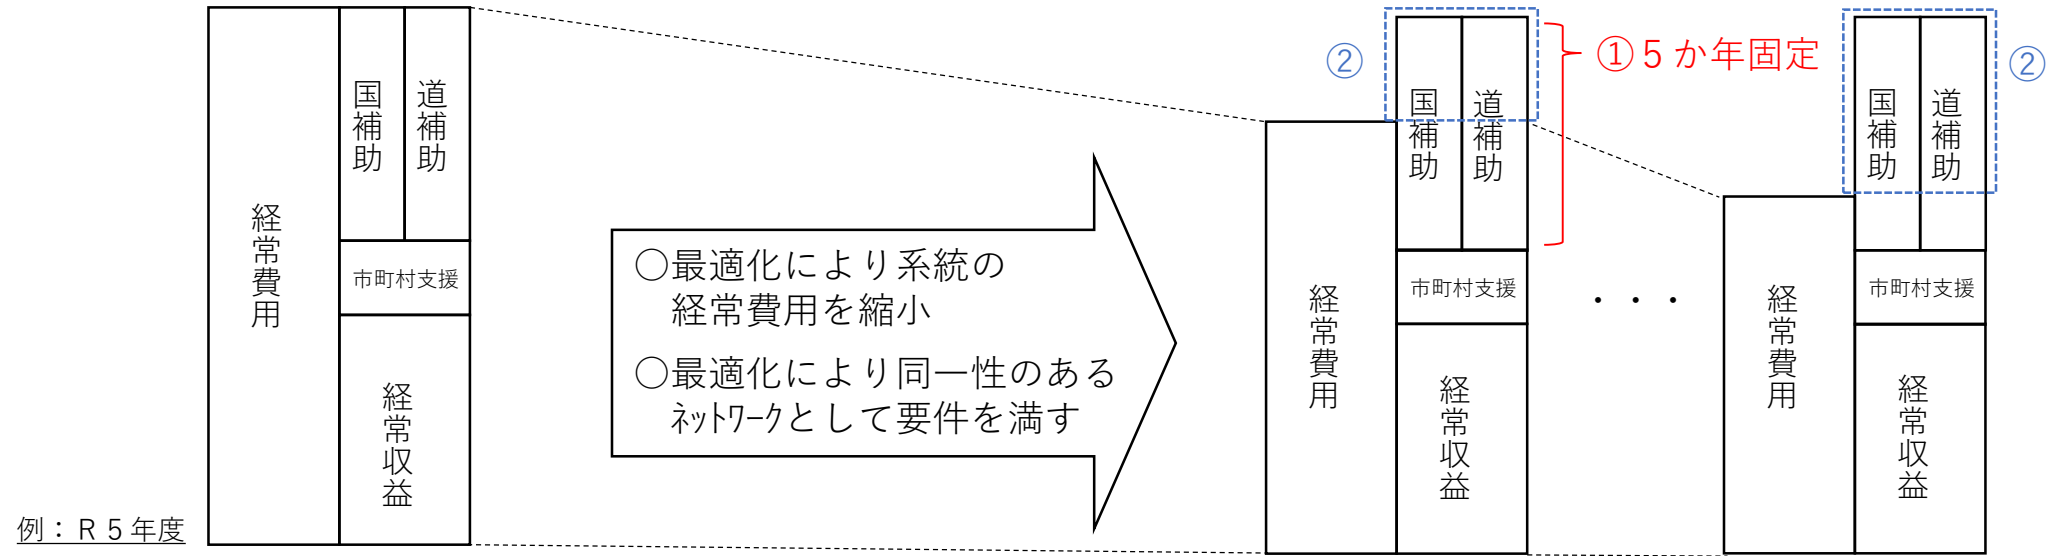 経常費用
国補助
道補助
市町村支援
経常収益
例：Ｒ５年度
○最適化により系統の
経常費用を縮小
○最適化により同一性のある
ﾈｯﾄﾜｰｸとして要件を満す
②
①５か年固定
経常費用
国補助
道補助
市町村支援
経常収益
・・・
②
経常費用
国補助
道補助
市町村支援
経常収益